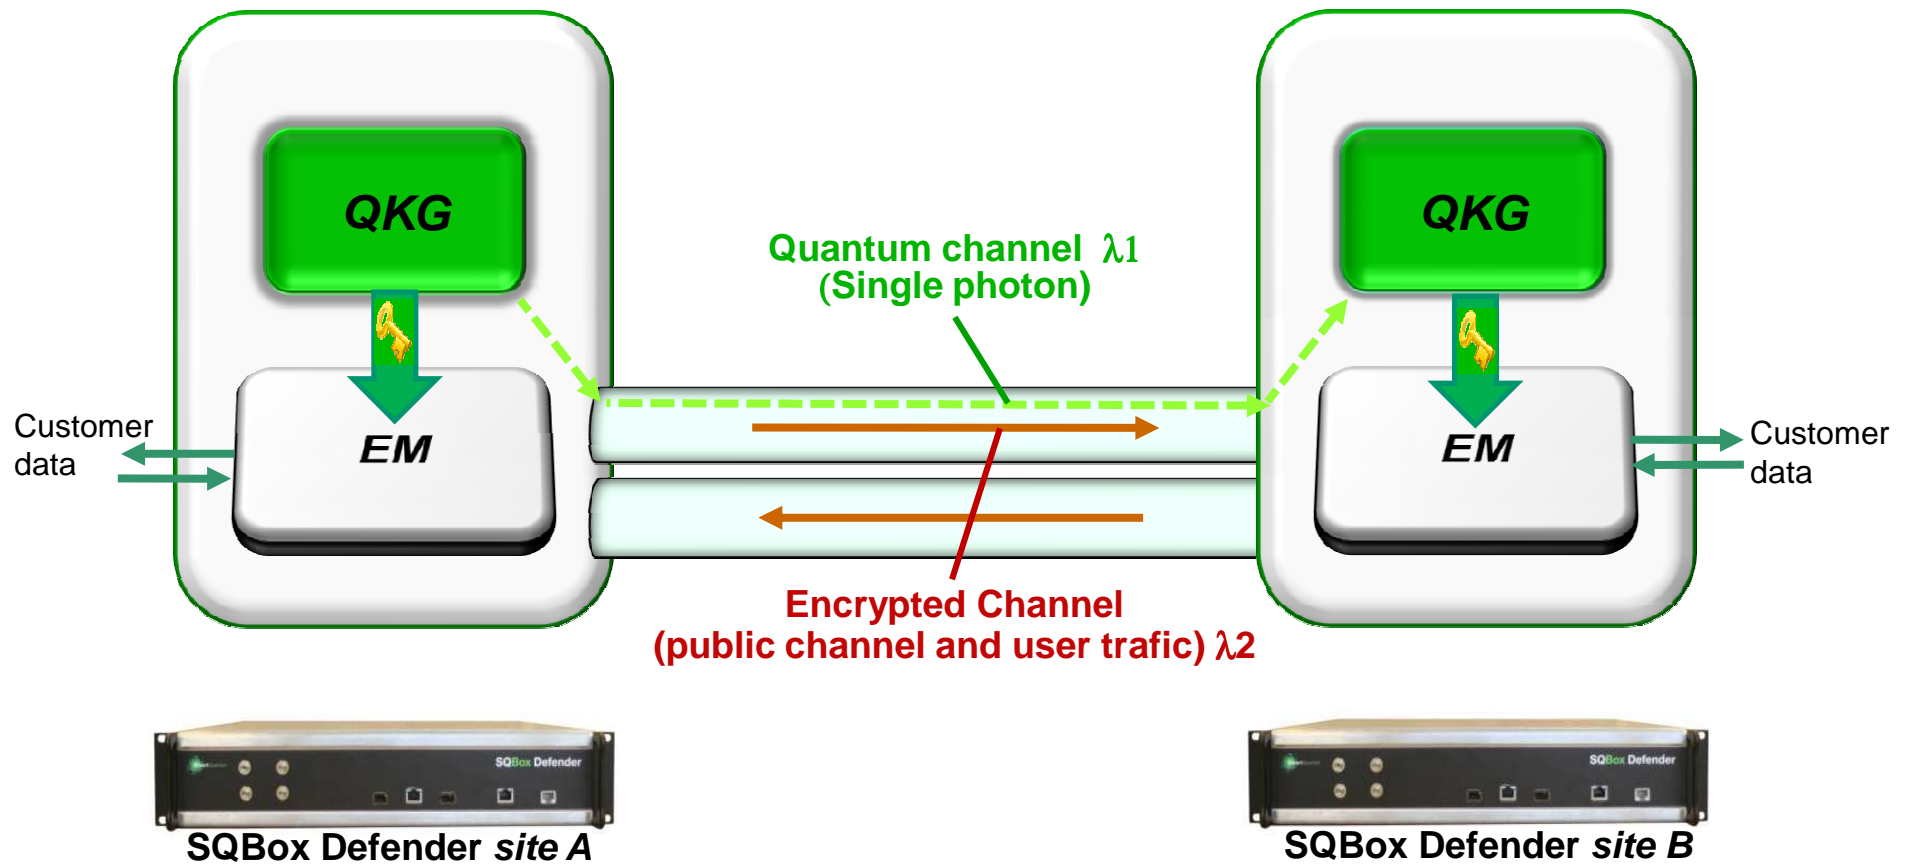 QKG
QKG
Quantum channel λ1
(Single photon)
Customer
data
EM
EM
Customer
data
Encrypted Channel
(public channel and user trafic) λ2
SQBox Defender
SQBox Defender
SQBox Defender site A
SQBox Defender site B